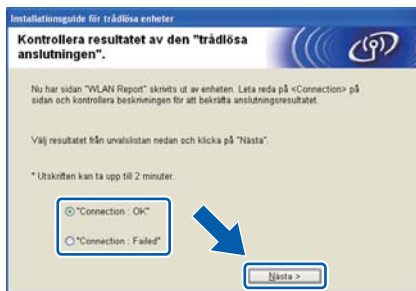 Installationsguide för trådlösa enheter
Kontrollera resultatet av den "trådlösa
anslutningen".
Nu har sidan "WLAN Report" skrivits ut av enheten. Leta reda på <Connection> på
sidan och kontrollera beskrivningen för att bekräfta anslutningsresultatet.
Välj resultatet från urvalslistan nedan och klicka på "Nästa".
* Utskriften kan ta upp till 2 minuter.
"Connection : OK"
"Connection : Failed"
Nästa >